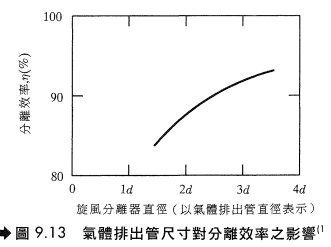 100
分離效率,η(%)
90
80
0 1d 2d 3d 4d
旋風分離器直徑(以氣體排出管直徑表示)
➔ 圖 9.13 氣體排出管尺寸對分離效率之影響(1